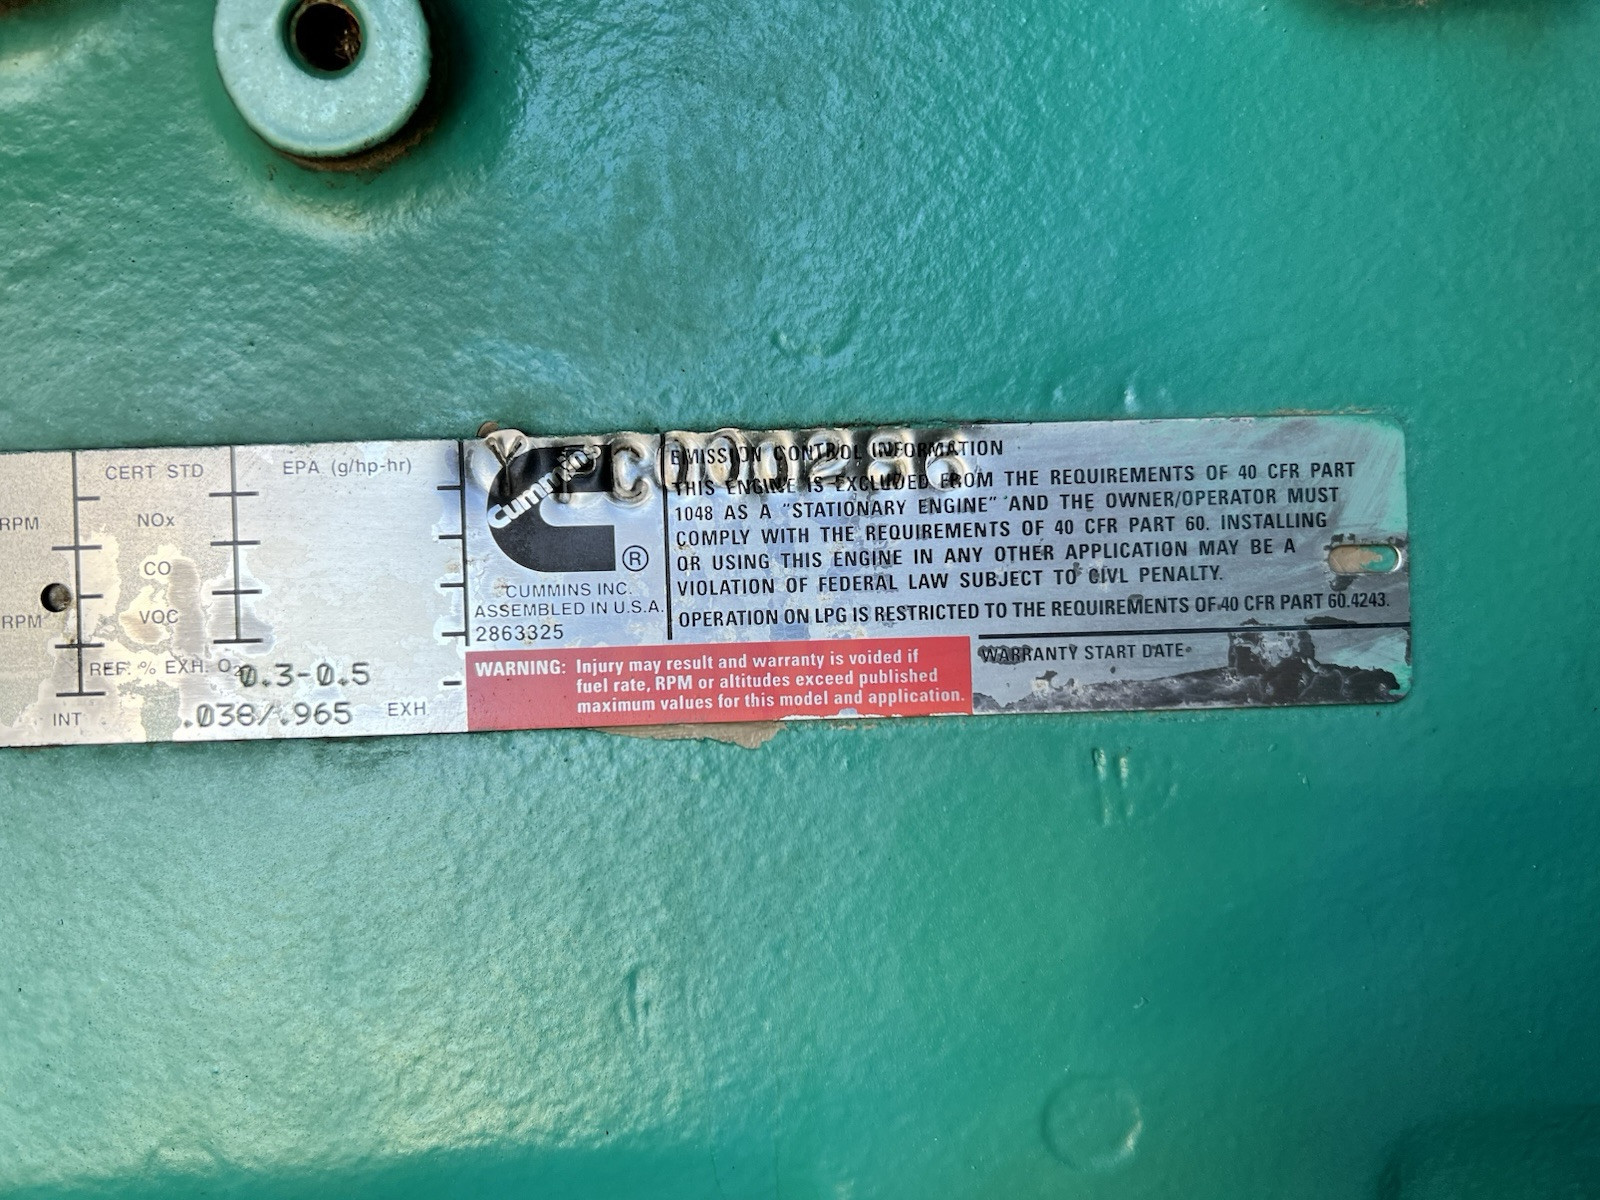 CERT STD
EPA (g/hp-hr)
RPM
NOx
CO
RPM
VOC
REF. % EXH. O2 0.3-0.5
INT .038/.965 EXH
Cummins
®
CUMMINS INC.
ASSEMBLED IN U.S.A.
2863325
EMISSION CONTROL INFORMATION
THIS ENGINE IS EXCLUDED FROM THE REQUIREMENTS OF 40 CFR PART
1048 AS A "STATIONARY ENGINE" AND THE OWNER/OPERATOR MUST
COMPLY WITH THE REQUIREMENTS OF 40 CFR PART 60. INSTALLING
OR USING THIS ENGINE IN ANY OTHER APPLICATION MAY BE A
VIOLATION OF FEDERAL LAW SUBJECT TO CIVL PENALTY.
OPERATION ON LPG IS RESTRICTED TO THE REQUIREMENTS OF 40 CFR PART 60.4243.
WARNING: Injury may result and warranty is voided if
fuel rate, RPM or altitudes exceed published
maximum values for this model and application.
WARRANTY START DATE